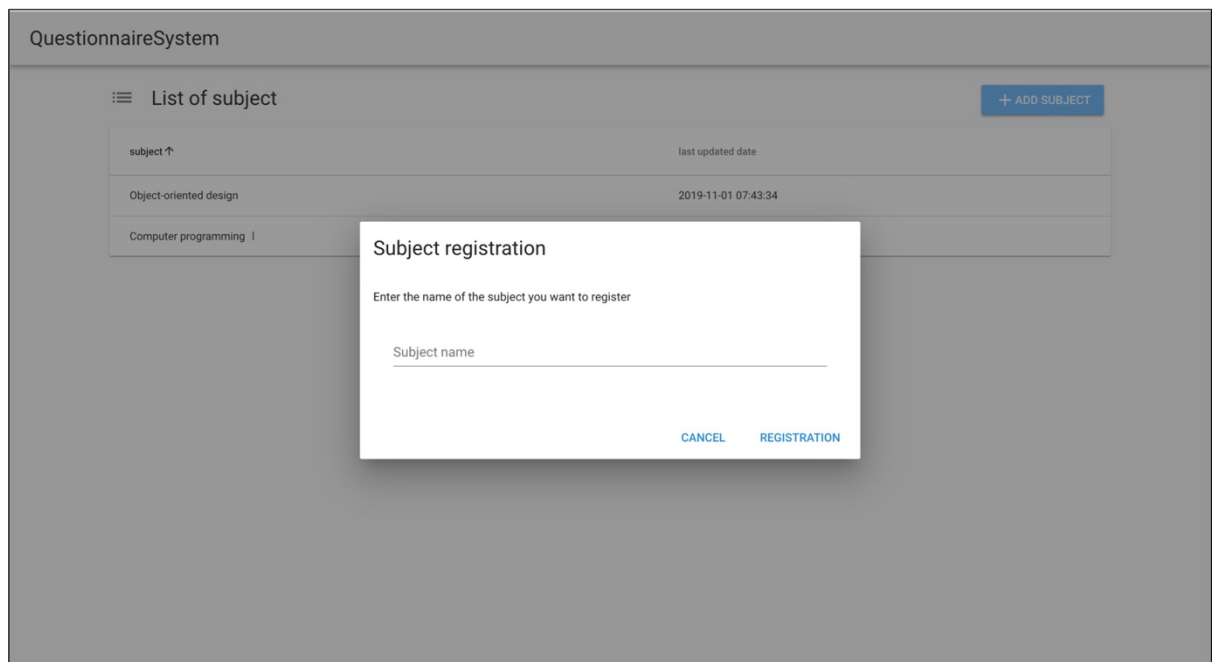 QuestionnaireSystem
List of subject
+ ADD SUBJECT
subject↑ last updated date
Object-oriented design 2019-11-01 07:43:34
Computer programming Ⅰ
Subject registration
Enter the name of the subject you want to register
Subject name
CANCEL REGISTRATION